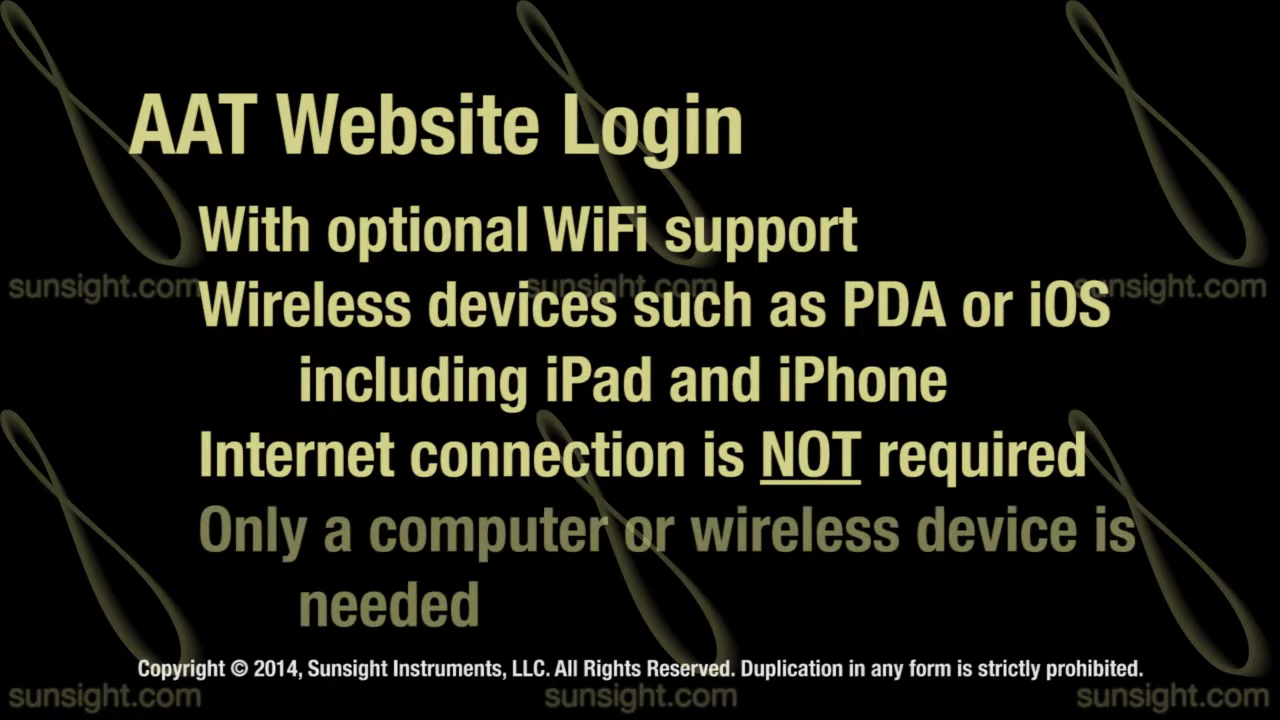 AAT Website Login
With optional WiFi support
sunsight.com sunsight.com sunsight.com
Wireless devices such as PDA or iOS
including iPad and iPhone
Internet connection is NOT required
Only a computer or wireless device is
needed
Copyright © 2014, Sunsight Instruments, LLC. All Rights Reserved. Duplication in any form is strictly prohibited.
sunsight.com sunsight.com sunsight.com